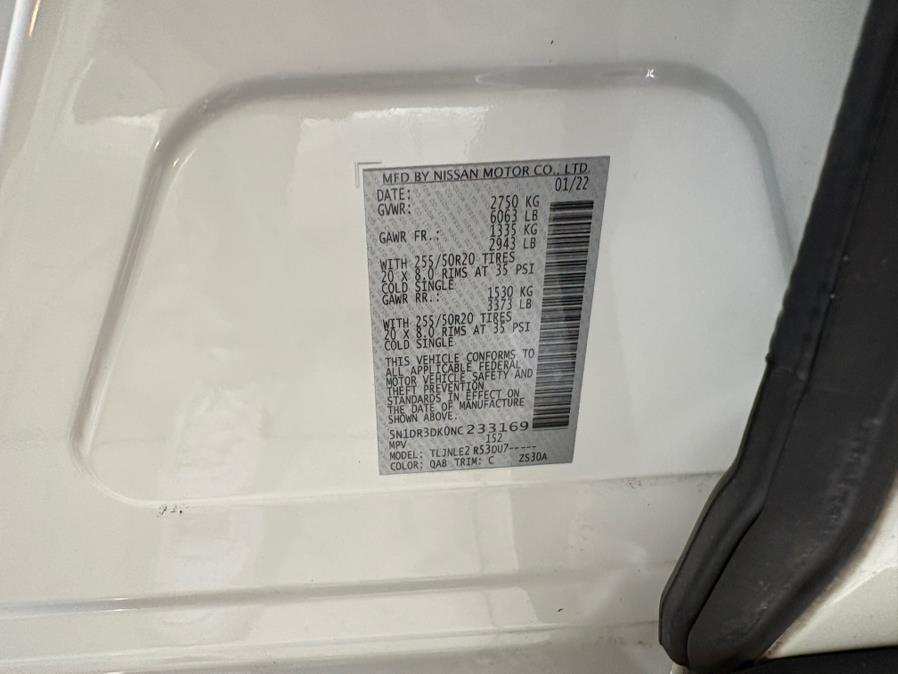 MFD BY NISSAN MOTOR CO., LTD.
DATE: 01/22
GVWR: 2750 KG
6063 LB
GAWR FR.: 1335 KG
2943 LB
WITH 255/50R20 TIRES
20 X 8.0 RIMS AT 35 PSI
COLD SINGLE
GAWR RR.: 1530 KG
3373 LB
WITH 255/50R20 TIRES
20 X 8.0 RIMS AT 35 PSI
COLD SINGLE
THIS VEHICLE CONFORMS TO
ALL APPLICABLE FEDERAL
MOTOR VEHICLE SAFETY AND
THEFT PREVENTION
STANDARDS IN EFFECT ON
THE DATE OF MANUFACTURE
SHOWN ABOVE.
5N1DR3DK0NC233169
MPV 152
MODEL: TLJNLE2 R53DU7-----
COLOR: QAB TRIM: C ZS30A